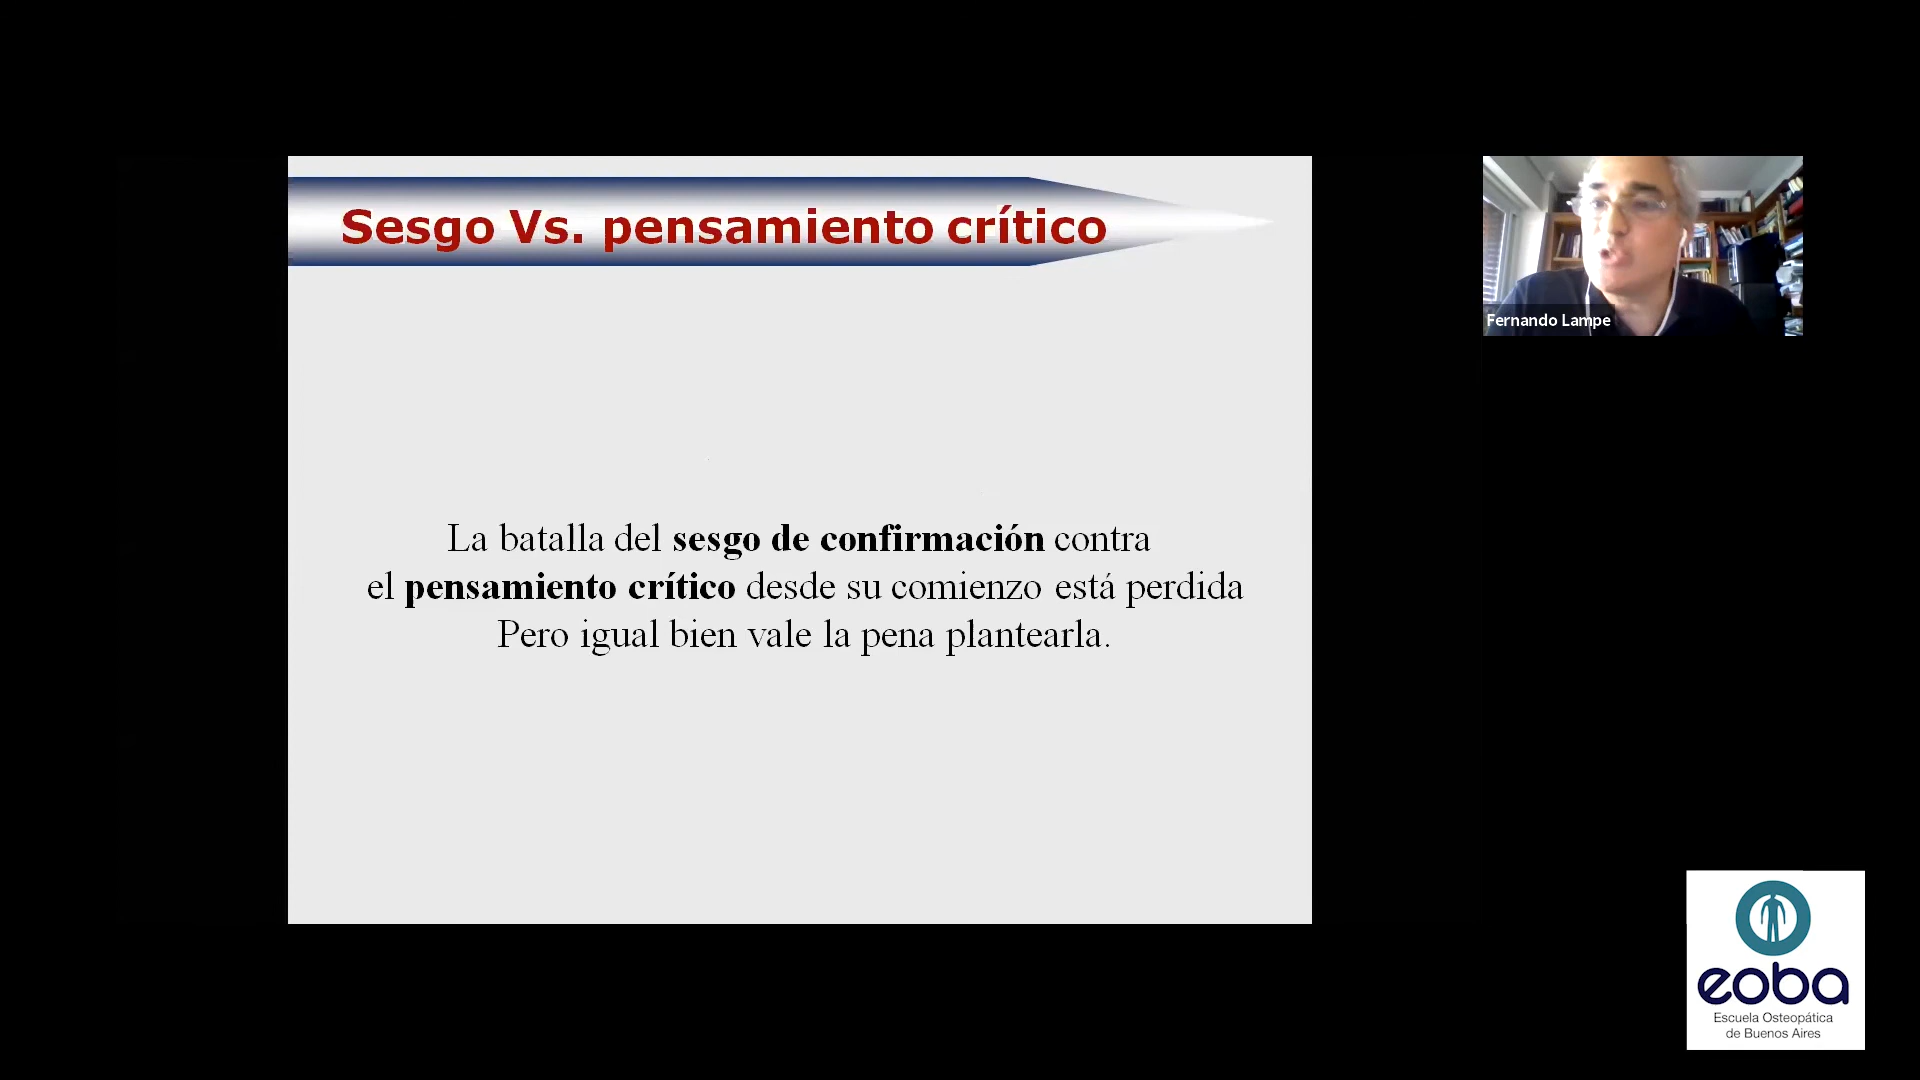 Sesgo Vs. pensamiento crítico
La batalla del sesgo de confirmación contra
el pensamiento crítico desde su comienzo está perdida
Pero igual bien vale la pena plantearla.
Fernando Lampe
eoba
Escuela Osteopática
de Buenos Aires